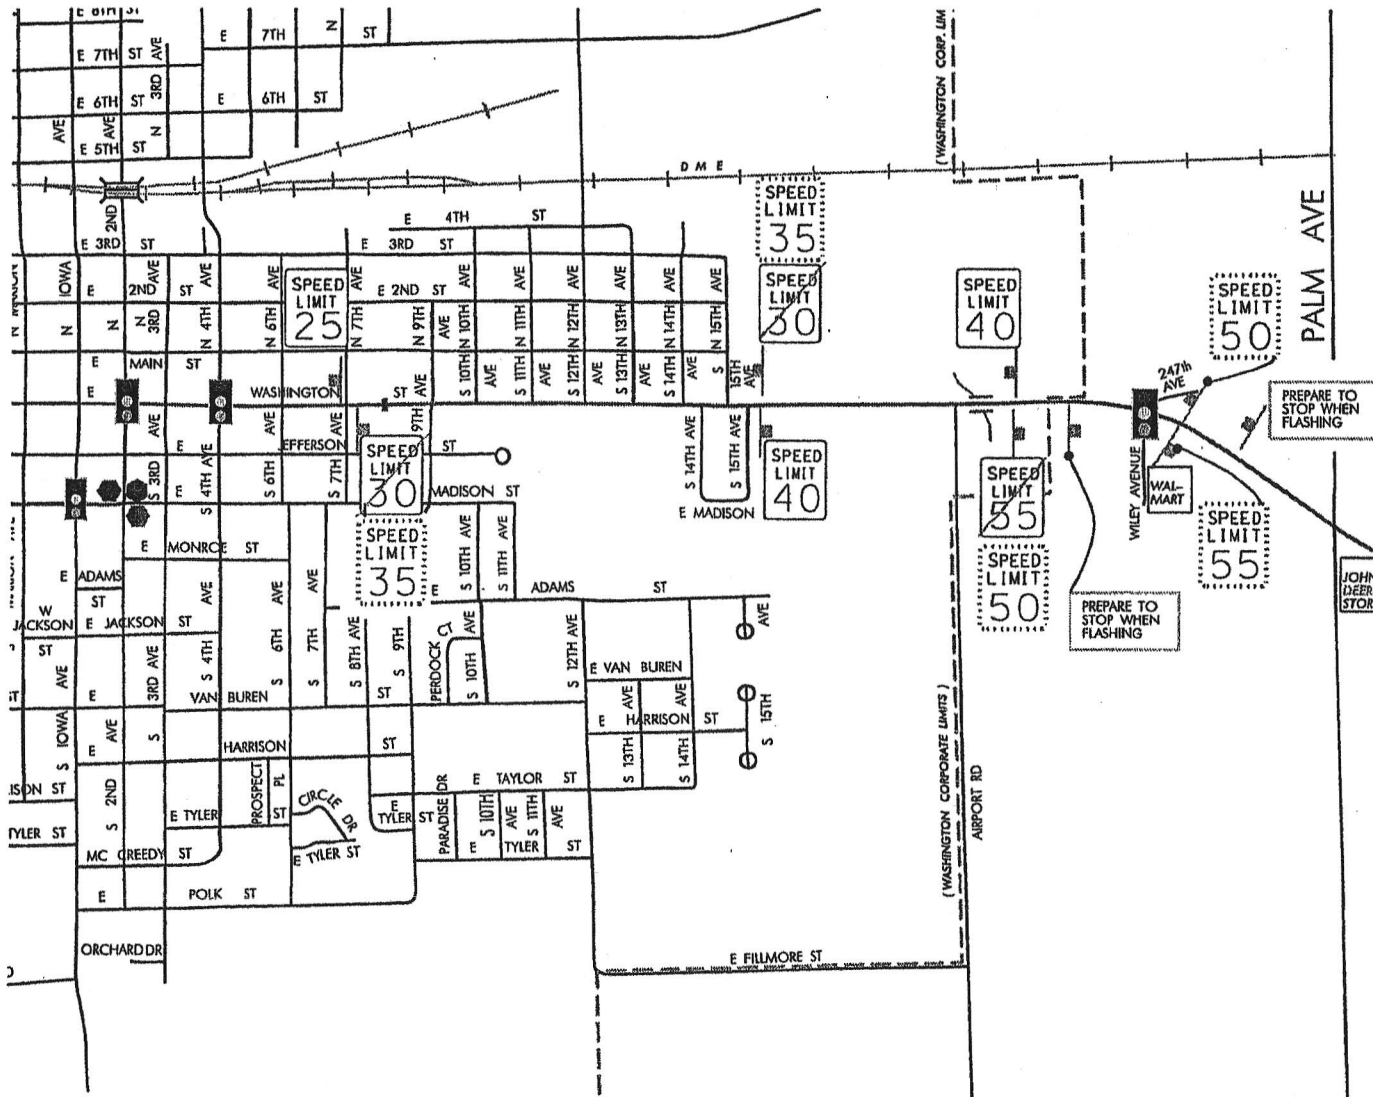 E 8TH ST
E 7TH ST
E 7TH ST
N
N 3RD AVE
E 6TH ST
E 6TH ST
AVE
AVE
E 5TH ST
(WASHINGTON CORP. LIM
D M E
2ND
E 4TH ST
E 3RD ST
E 3RD ST
PALM AVE
SPEED
LIMIT
35
SPEED
LIMIT
30
SPEED
LIMIT
25
SPEED
LIMIT
40
SPEED
LIMIT
50
N MARION
N IOWA
E 2ND ST
E 2ND ST
N
N 3RD AVE
N 4TH AVE
N 6TH AVE
N 7TH AVE
N 9TH AVE
N 10TH AVE
N 11TH AVE
N 12TH AVE
N 13TH AVE
N 14TH AVE
N 15TH AVE
E MAIN ST
S 10TH AVE
S 11TH AVE
S 12TH AVE
S 13TH AVE
S 14TH AVE
S 15TH AVE
E WASHINGTON ST
247th
AVE
PREPARE TO
STOP WHEN
FLASHING
S 3RD AVE
S 4TH AVE
S 6TH AVE
S 7TH AVE
9TH AVE
E JEFFERSON ST
SPEED
LIMIT
30
SPEED
LIMIT
35
S 14TH AVE
S 15TH AVE
SPEED
LIMIT
40
SPEED
LIMIT
55
SPEED
LIMIT
50
WILEY AVENUE
WAL-
MART
SPEED
LIMIT
55
E MADISON ST
E MADISON
E MONROE ST
S 10TH AVE
S 11TH AVE
E ADAMS
ST
E ADAMS ST
JOHN
DEER
STOR
PREPARE TO
STOP WHEN
FLASHING
W
JACKSON
ST
E JACKSON ST
S 4TH AVE
S 6TH AVE
S 7TH AVE
S 8TH AVE
S 9TH
PERDOCK CT
S 10TH AVE
S 12TH AVE
S 15TH AVE
E VAN BUREN ST
E VAN BUREN
S IOWA AVE
S 3RD AVE
S 2ND AVE
S 13TH AVE
S 14TH AVE
E HARRISON ST
E HARRISON ST
(WASHINGTON CORPORATE LIMITS)
AIRPORT RD
ISON ST
PROSPECT PL
ST
CIRCLE DR
E TAYLOR ST
PARADISE DR
TYLER ST
E TYLER
E
TYLER ST
S 10TH AVE
S 11TH AVE
E TYLER ST
E TYLER ST
MC CREEDY ST
E POLK ST
ORCHARD DR
E FILLMORE ST